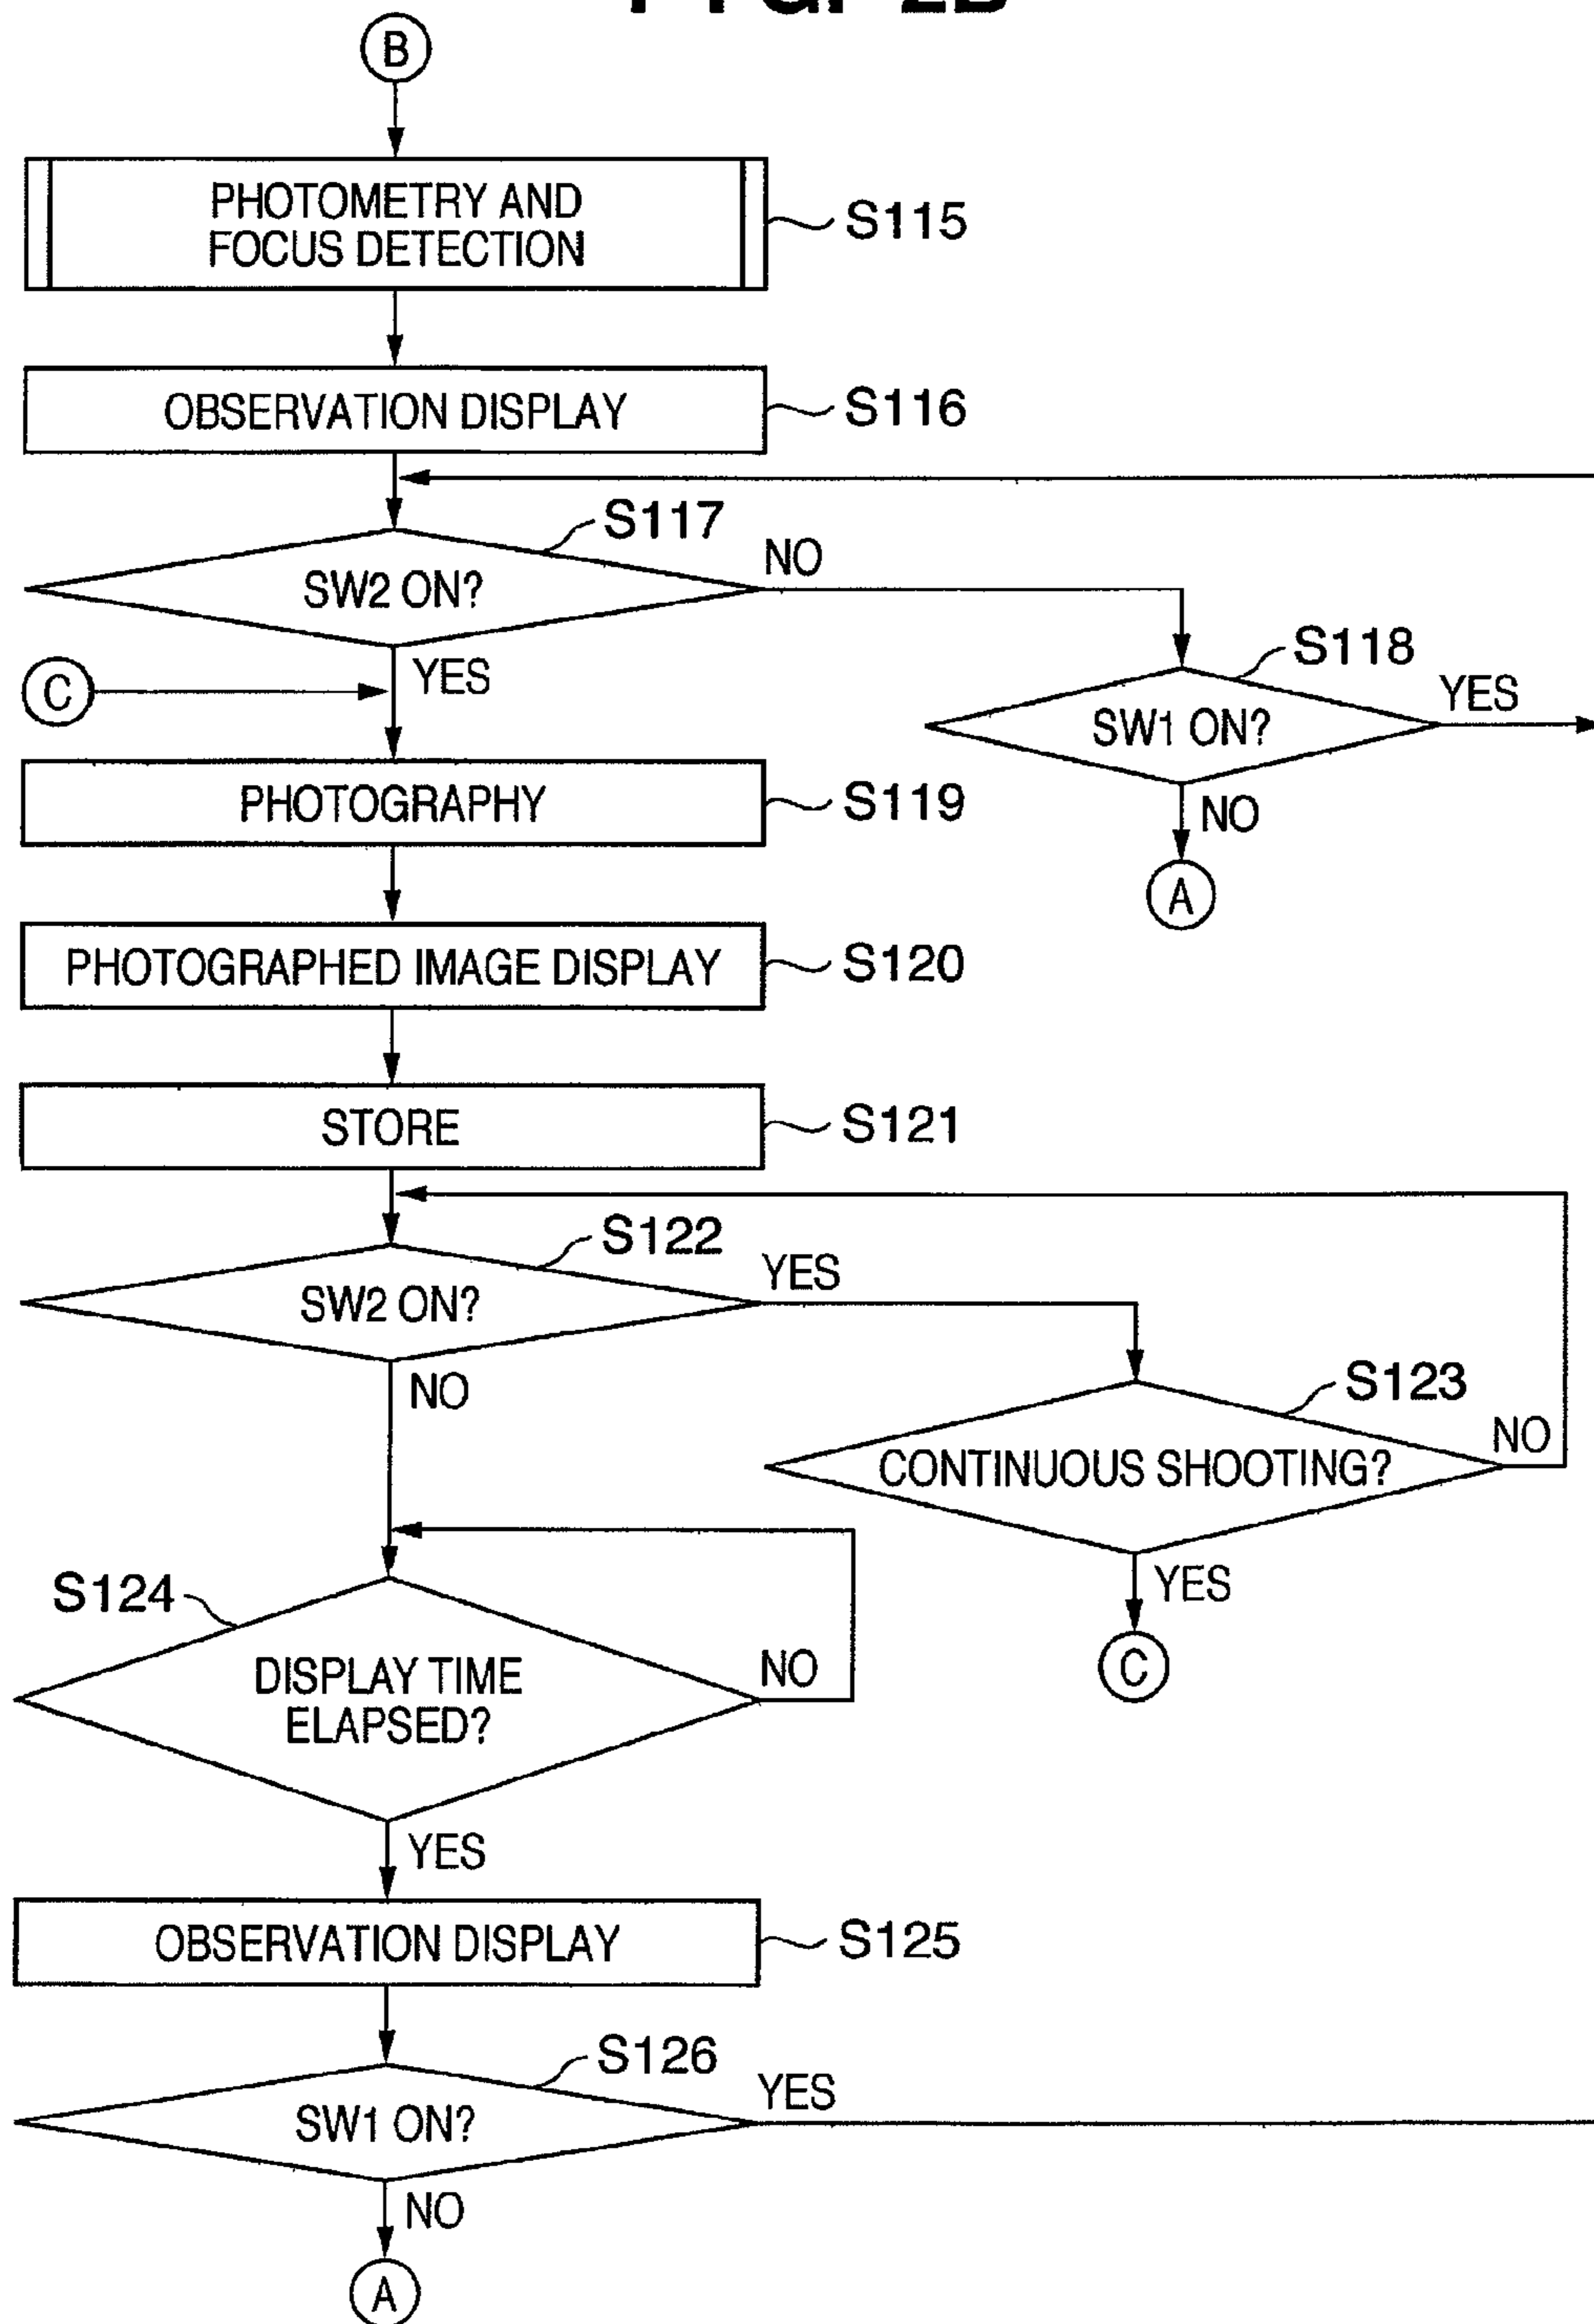 B
PHOTOMETRY AND
FOCUS DETECTION
S115
OBSERVATION DISPLAY
S116
S117
SW2 ON?
NO
YES
C
S118
SW1 ON?
YES
NO
A
PHOTOGRAPHY
S119
PHOTOGRAPHED IMAGE DISPLAY
S120
STORE
S121
S122
SW2 ON?
YES
NO
S123
CONTINUOUS SHOOTING?
NO
YES
C
S124
DISPLAY TIME
ELAPSED?
NO
YES
OBSERVATION DISPLAY
S125
S126
SW1 ON?
YES
NO
A